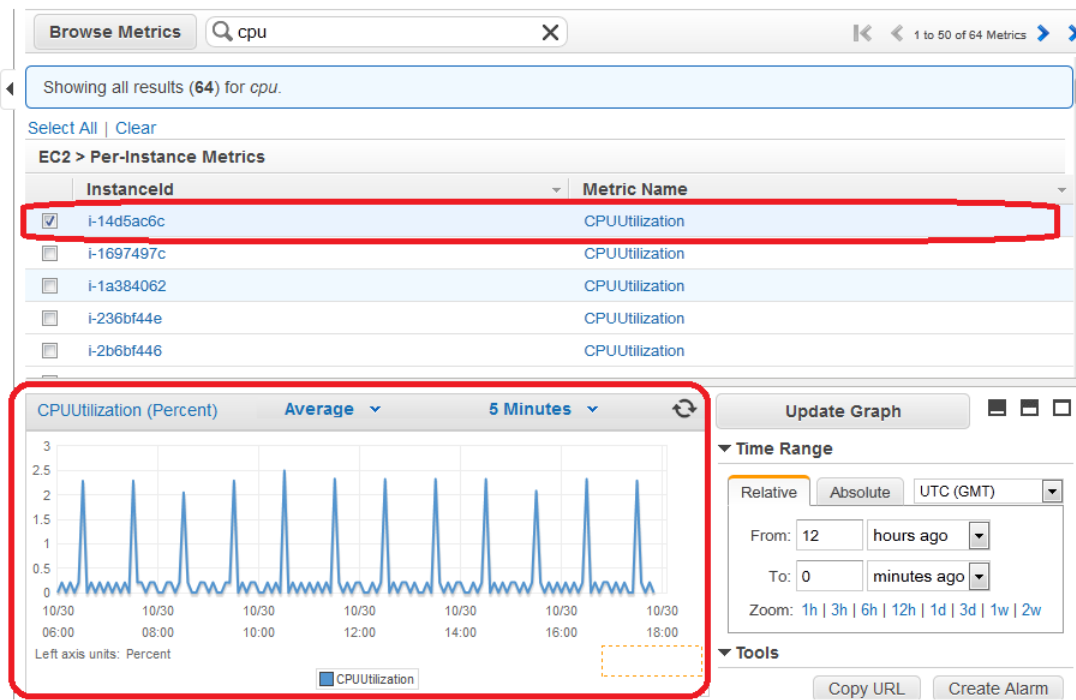 Browse Metrics cpu 1 to 50 of 64 Metrics
Showing all results (64) for cpu.
Select All | Clear
EC2 > Per-Instance Metrics
InstanceId Metric Name
i-14d5ac6c CPUUtilization
i-1697497c CPUUtilization
i-1a384062 CPUUtilization
i-236bf44e CPUUtilization
i-2b6bf446 CPUUtilization
CPUUtilization (Percent) Average 5 Minutes
3
2.5
2
1.5
1
0.5
0
10/30 10/30 10/30 10/30 10/30 10/30 10/30
06:00 08:00 10:00 12:00 14:00 16:00 18:00
Left axis units: Percent
CPUUtilization
Update Graph
Time Range
Relative Absolute UTC (GMT)
From: 12 hours ago
To: 0 minutes ago
Zoom: 1h | 3h | 6h | 12h | 1d | 3d | 1w | 2w
Tools
Copy URL Create Alarm